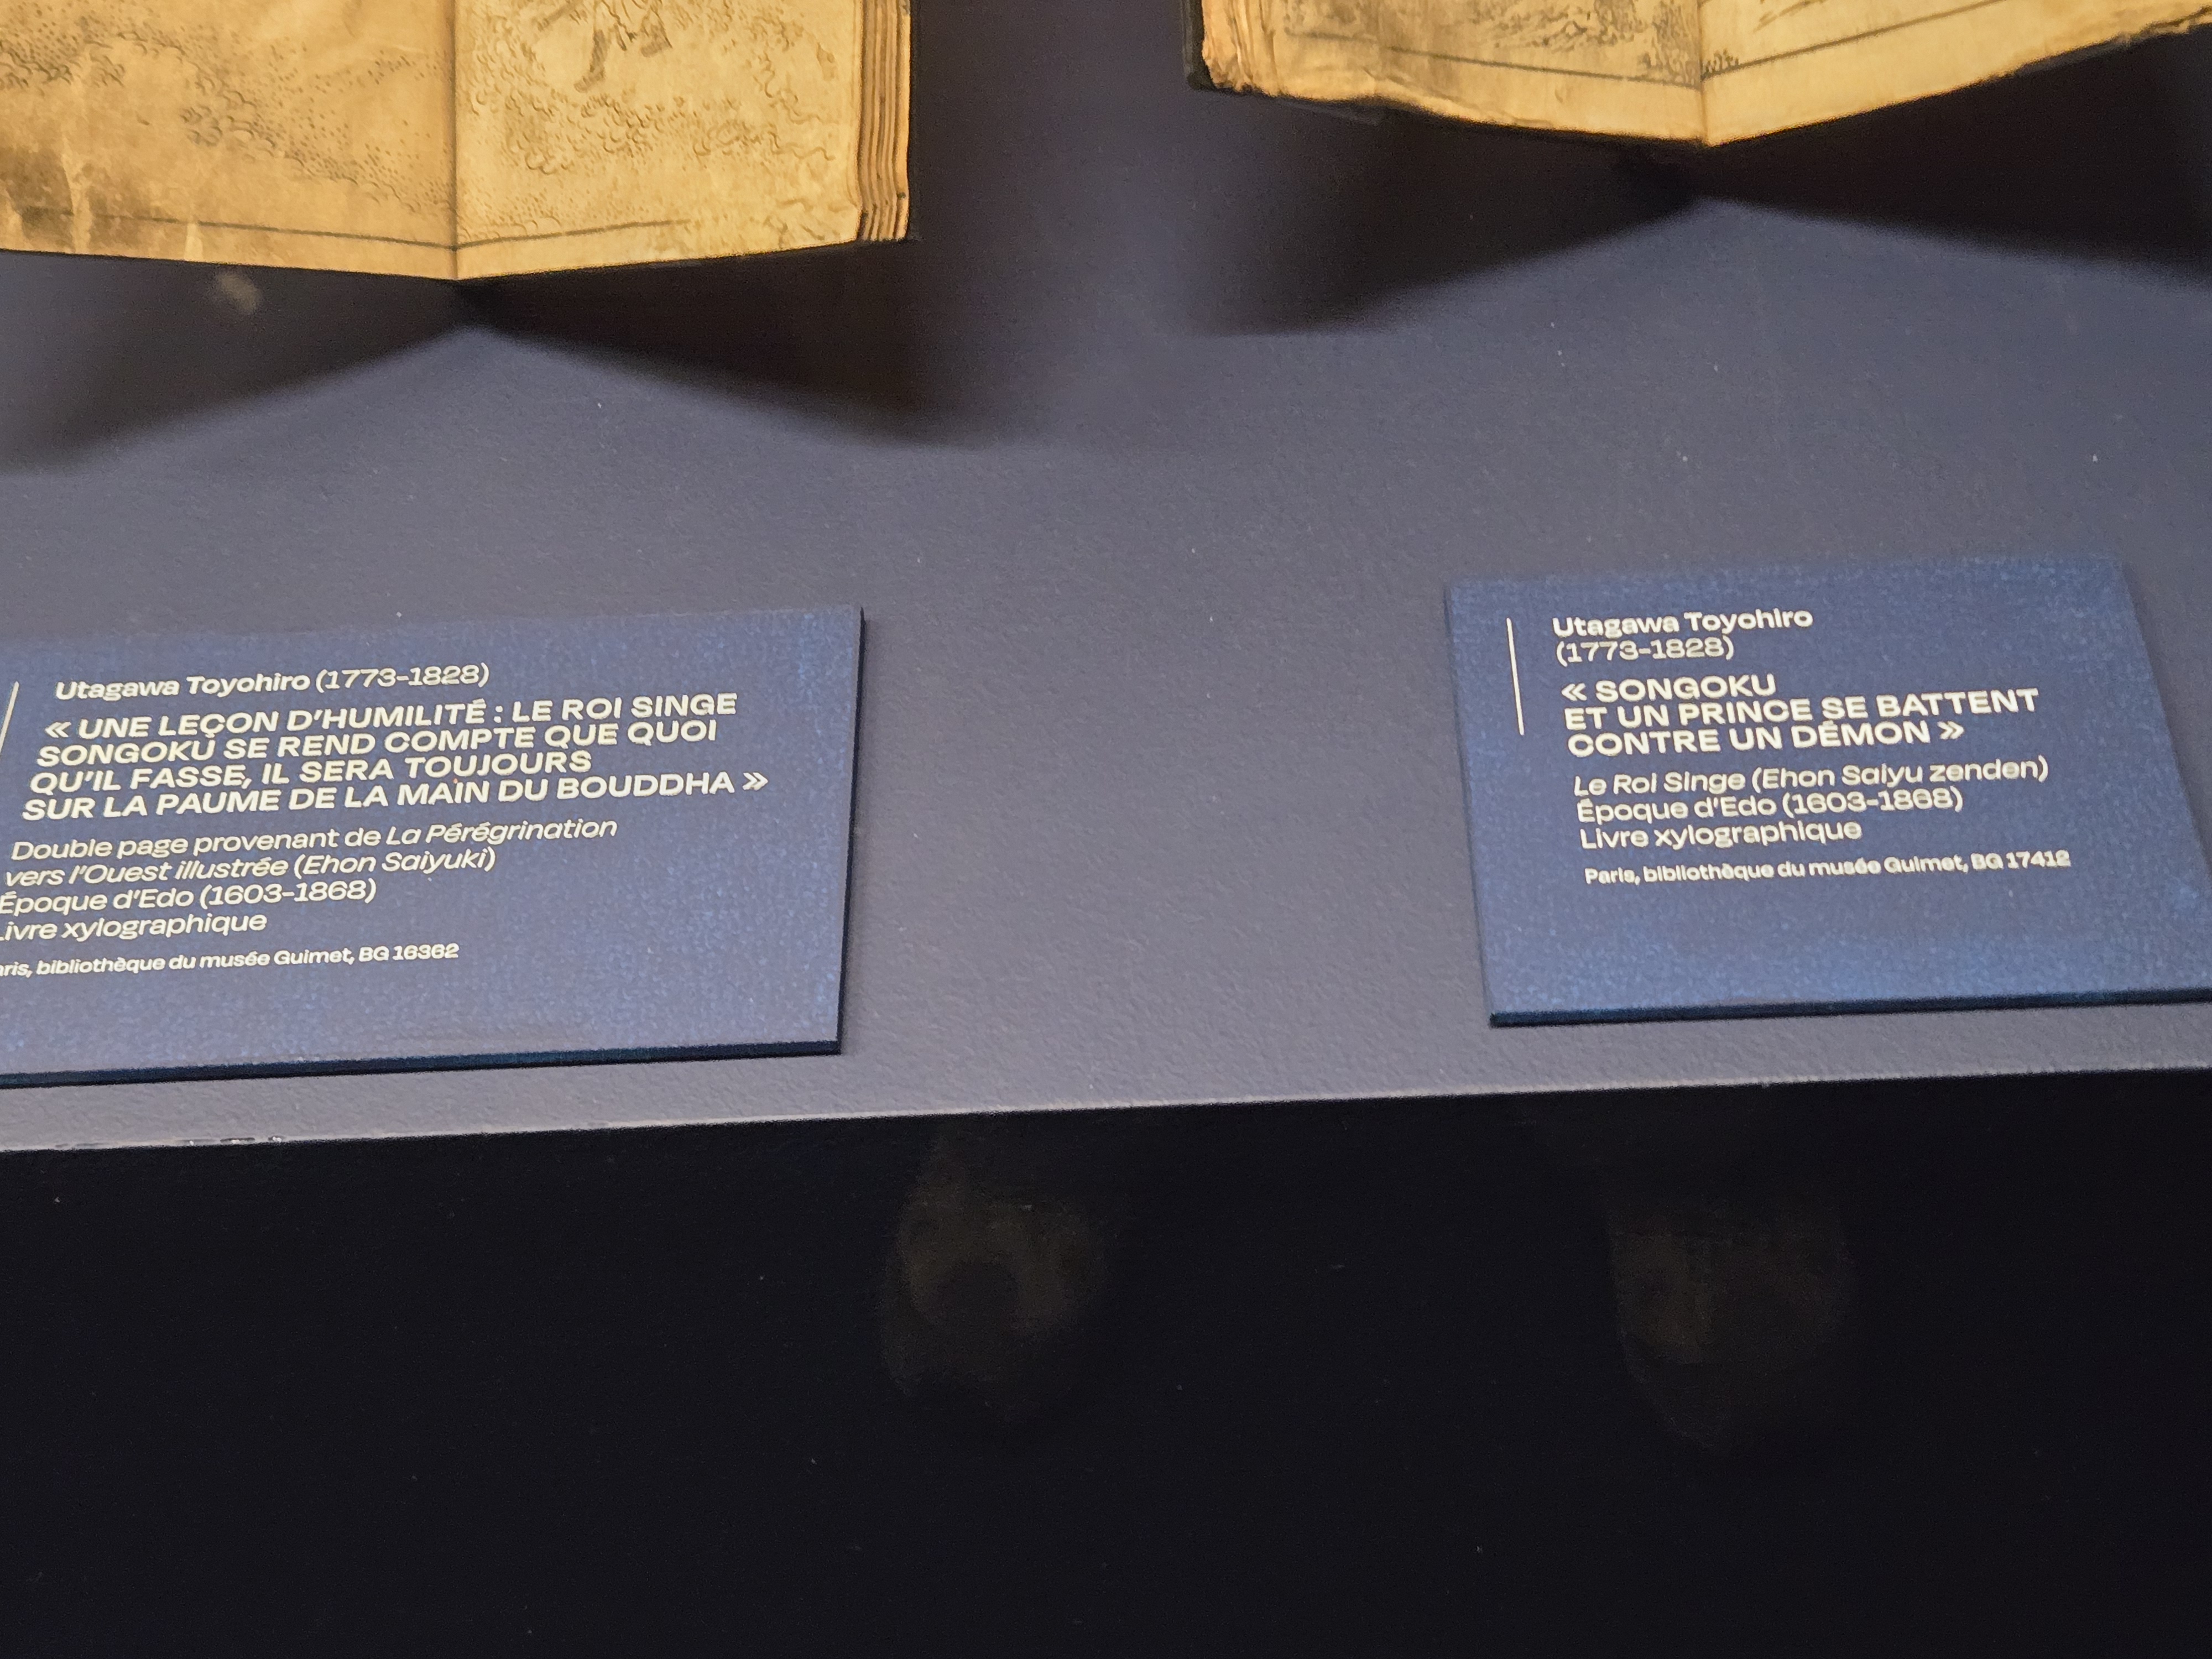 Utagawa Toyohiro (1773-1828)
« UNE LEÇON D'HUMILITÉ : LE ROI SINGE
SONGOKU SE REND COMPTE QUE QUOI
QU'IL FASSE, IL SERA TOUJOURS
SUR LA PAUME DE LA MAIN DU BOUDDHA »
Double page provenant de La Pérégrination
vers l'Ouest illustrée (Ehon Saiyuki)
Époque d'Edo (1603-1868)
Livre xylographique
aris, bibliothèque du musée Guimet, BG 16362
Utagawa Toyohiro
(1773-1828)
« SONGOKU
ET UN PRINCE SE BATTENT
CONTRE UN DÉMON »
Le Roi Singe (Ehon Saiyu zenden)
Époque d'Edo (1603-1868)
Livre xylographique
Paris, bibliothèque du musée Guimet, BG 17412